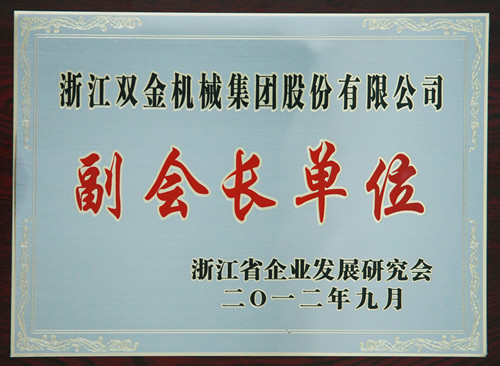 浙江双金机械集团股份有限公司
副会长单位
浙江省企业发展研究会
二〇一二年九月